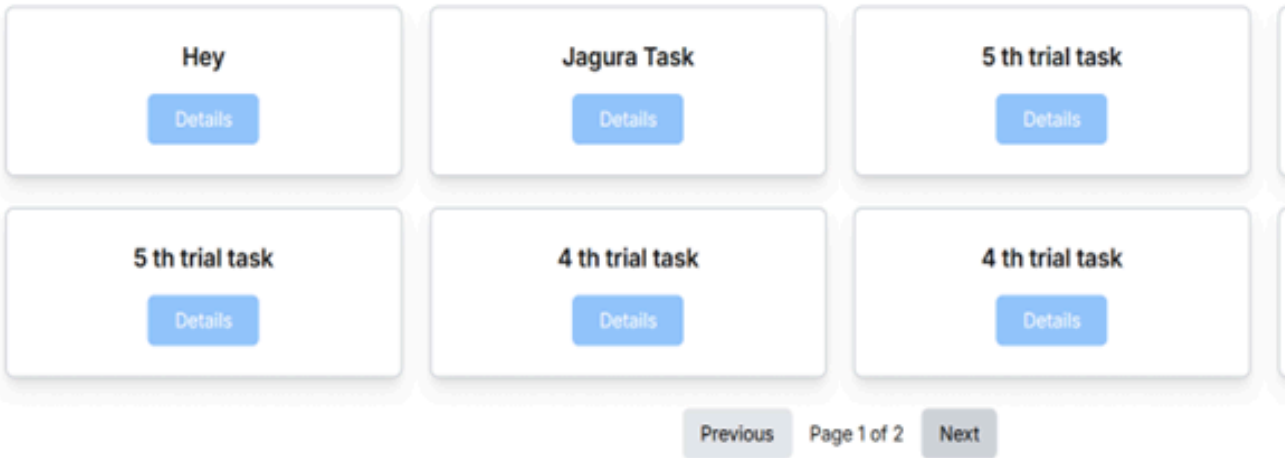 Hey Jagura Task 5 th trial task
Details Details Details
5 th trial task 4 th trial task 4 th trial task
Details Details Details
Previous Page 1 of 2 Next